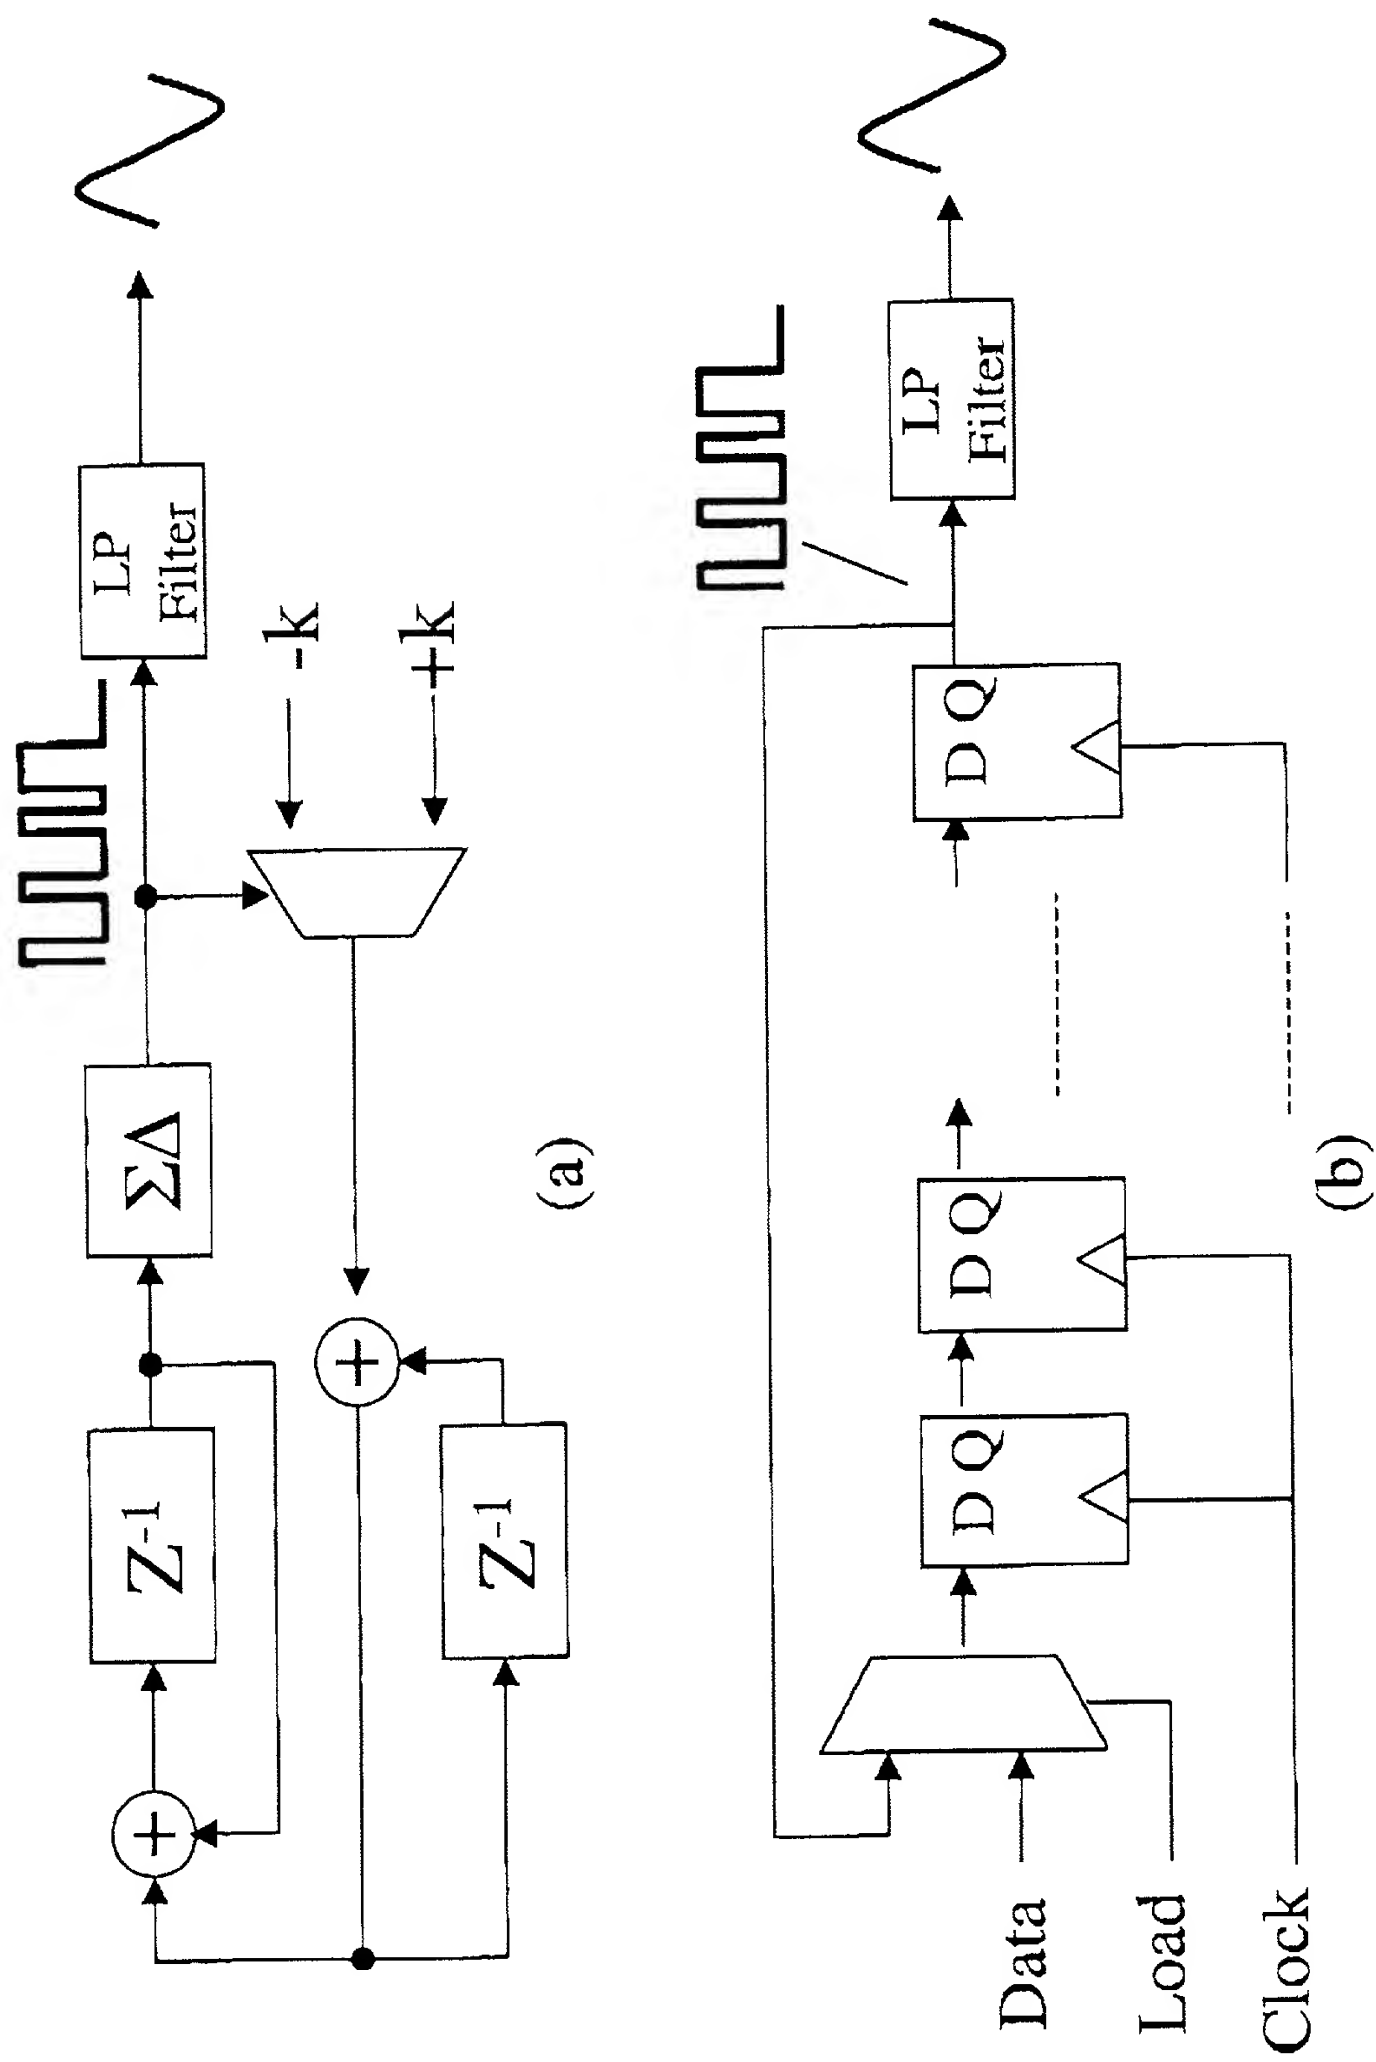 Z⁻¹
ΣΔ
LP
Filter
-k
+k
+
+
Z⁻¹
(a)
D Q
D Q
D Q
LP
Filter
Data
Load
Clock
(b)